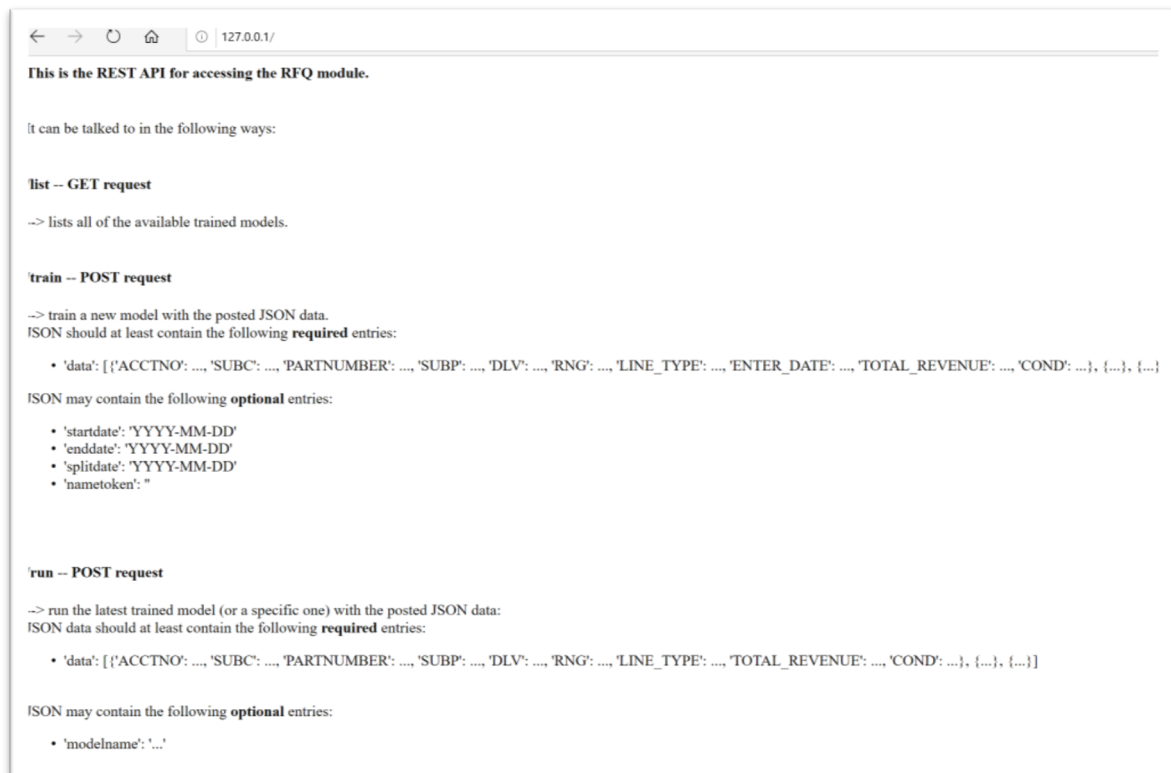 127.0.0.1/
This is the REST API for accessing the RFQ module.
It can be talked to in the following ways:
/list -- GET request
--> lists all of the available trained models.
/train -- POST request
--> train a new model with the posted JSON data.
JSON should at least contain the following required entries:
• 'data': [{'ACCTNO': ..., 'SUBC': ..., 'PARTNUMBER': ..., 'SUBP': ..., 'DLV': ..., 'RNG': ..., 'LINE_TYPE': ..., 'ENTER_DATE': ..., 'TOTAL_REVENUE': ..., 'COND': ...}, {...}, {...}
JSON may contain the following optional entries:
• 'startdate': 'YYYY-MM-DD'
• 'enddate': 'YYYY-MM-DD'
• 'splitdate': 'YYYY-MM-DD'
• 'nametoken': ''
/run -- POST request
--> run the latest trained model (or a specific one) with the posted JSON data:
JSON data should at least contain the following required entries:
• 'data': [{'ACCTNO': ..., 'SUBC': ..., 'PARTNUMBER': ..., 'SUBP': ..., 'DLV': ..., 'RNG': ..., 'LINE_TYPE': ..., 'TOTAL_REVENUE': ..., 'COND': ...}, {...}, {...}]
JSON may contain the following optional entries:
• 'modelname': '...'